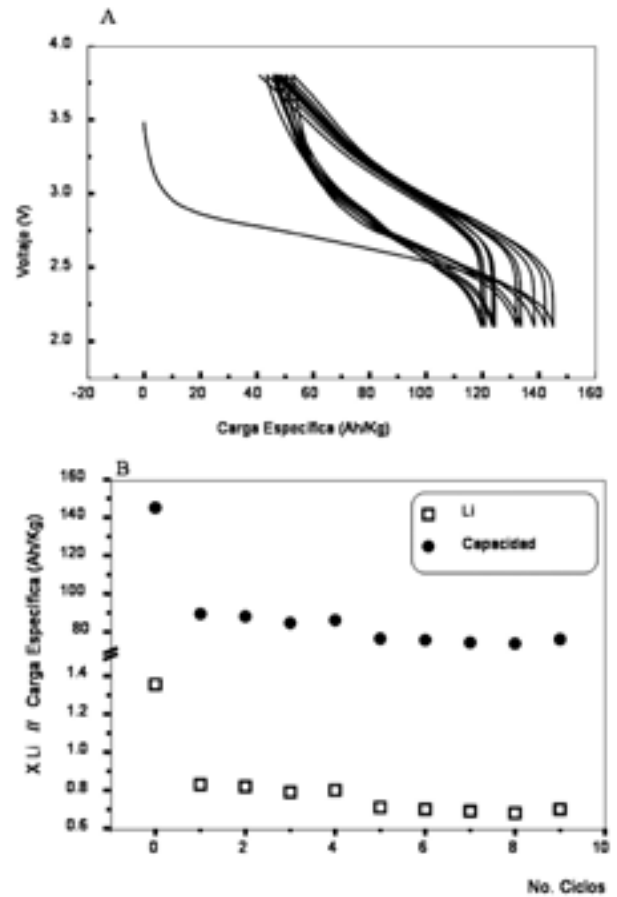 A
4.0
3.5
3.0
2.5
2.0
Voltaje (V)
-20 0 20 40 60 80 100 120 140 160
Carga Específica (Ah/Kg)
B
160
140
120
100
80
1.4
1.2
1.0
0.8
0.6
X Li // Carga Específica (Ah/Kg)
Li
Capacidad
0 2 4 6 8 10
No. Ciclos